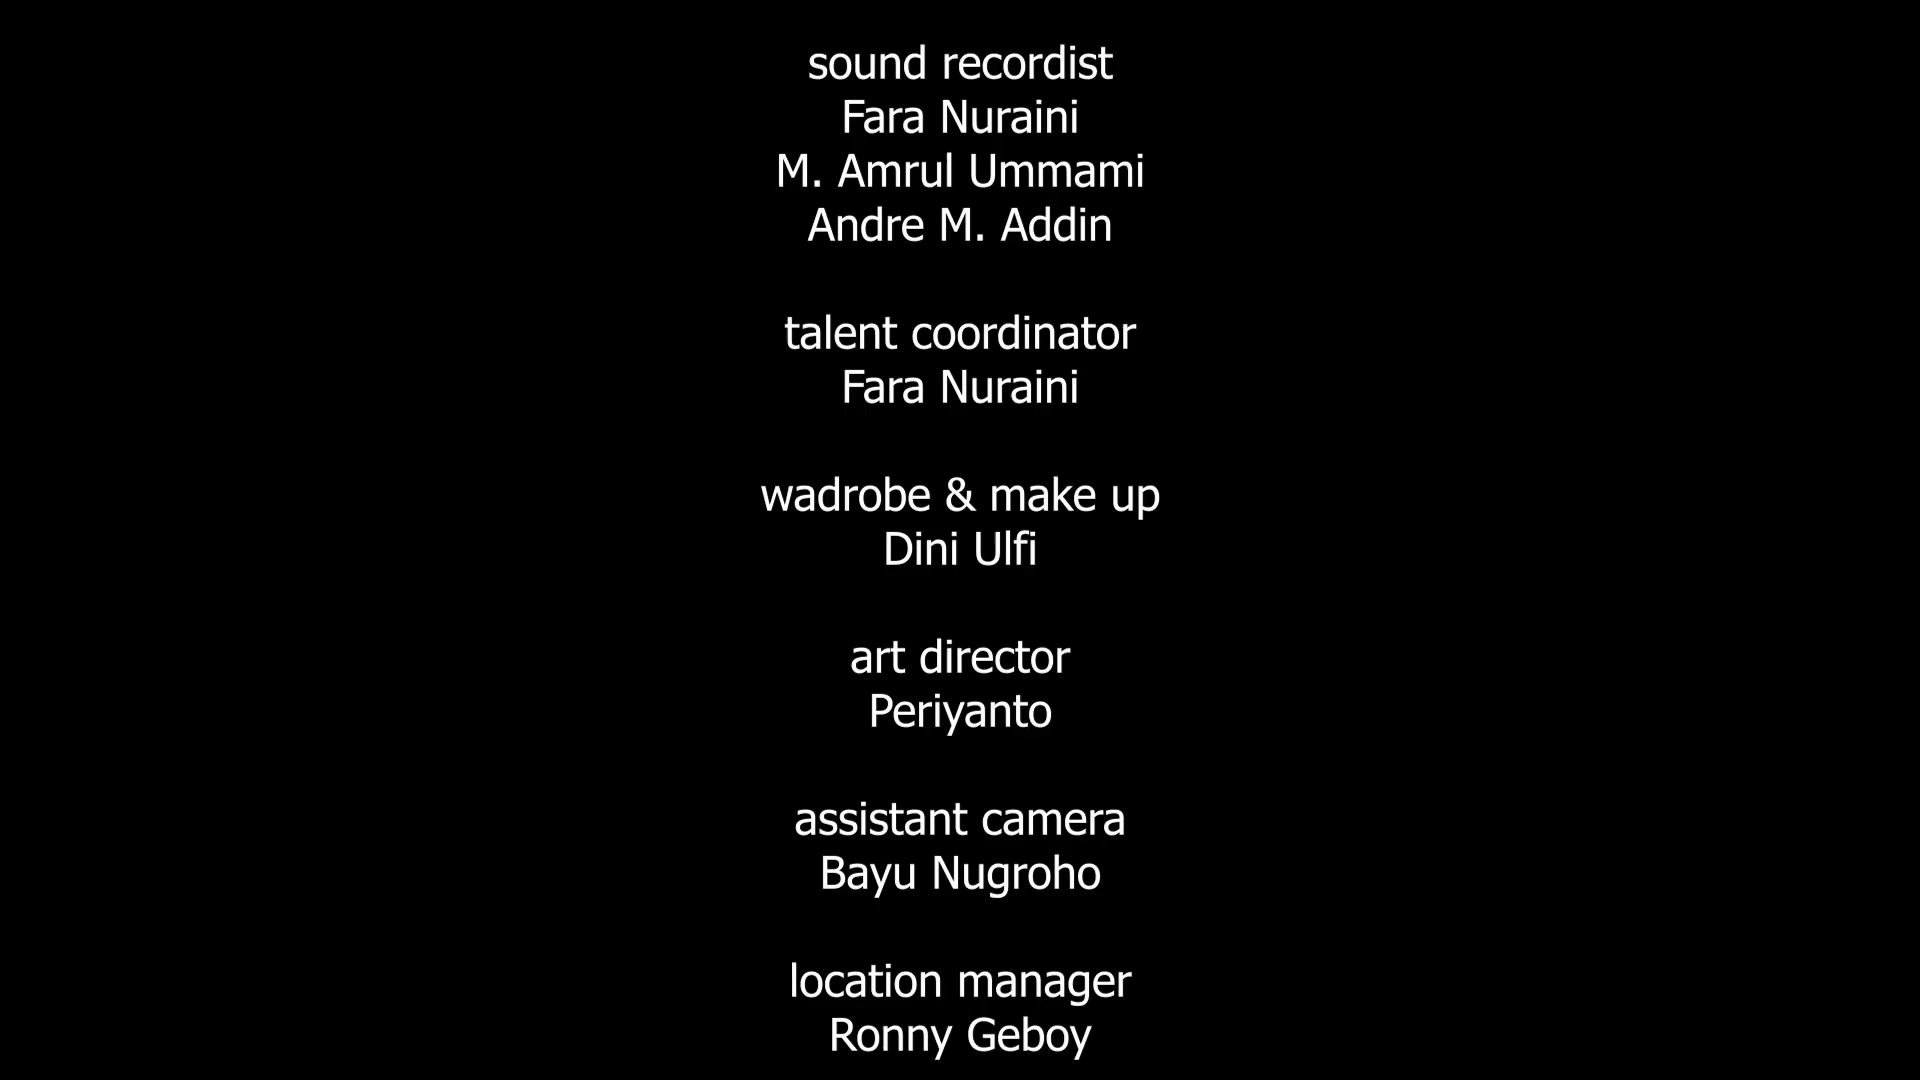 sound recordist
Fara Nuraini
M. Amrul Ummami
Andre M. Addin
talent coordinator
Fara Nuraini
wadrobe & make up
Dini Ulfi
art director
Periyanto
assistant camera
Bayu Nugroho
location manager
Ronny Geboy